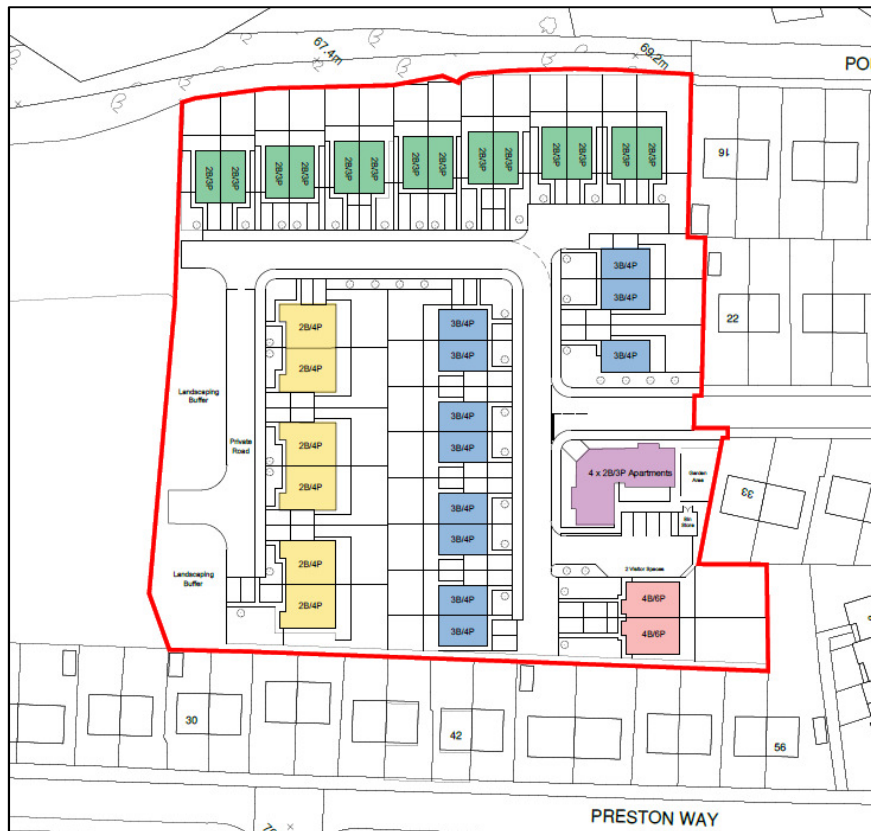 67.4m
69.2m
PO
16
2B/3P
2B/3P
2B/3P
2B/3P
2B/3P
2B/3P
2B/3P
2B/3P
2B/3P
2B/3P
2B/3P
2B/3P
2B/3P
2B/3P
3B/4P
3B/4P
22
3B/4P
2B/4P
2B/4P
3B/4P
3B/4P
Landscaping
Buffer
Private
Road
2B/4P
2B/4P
3B/4P
3B/4P
4 x 2B/3P Apartments
Garden
Area
33
Bin
Store
3B/4P
3B/4P
2B/4P
2B/4P
Landscaping
Buffer
2 Visitor Spaces
3B/4P
3B/4P
4B/6P
4B/6P
30
42
56
PRESTON WAY